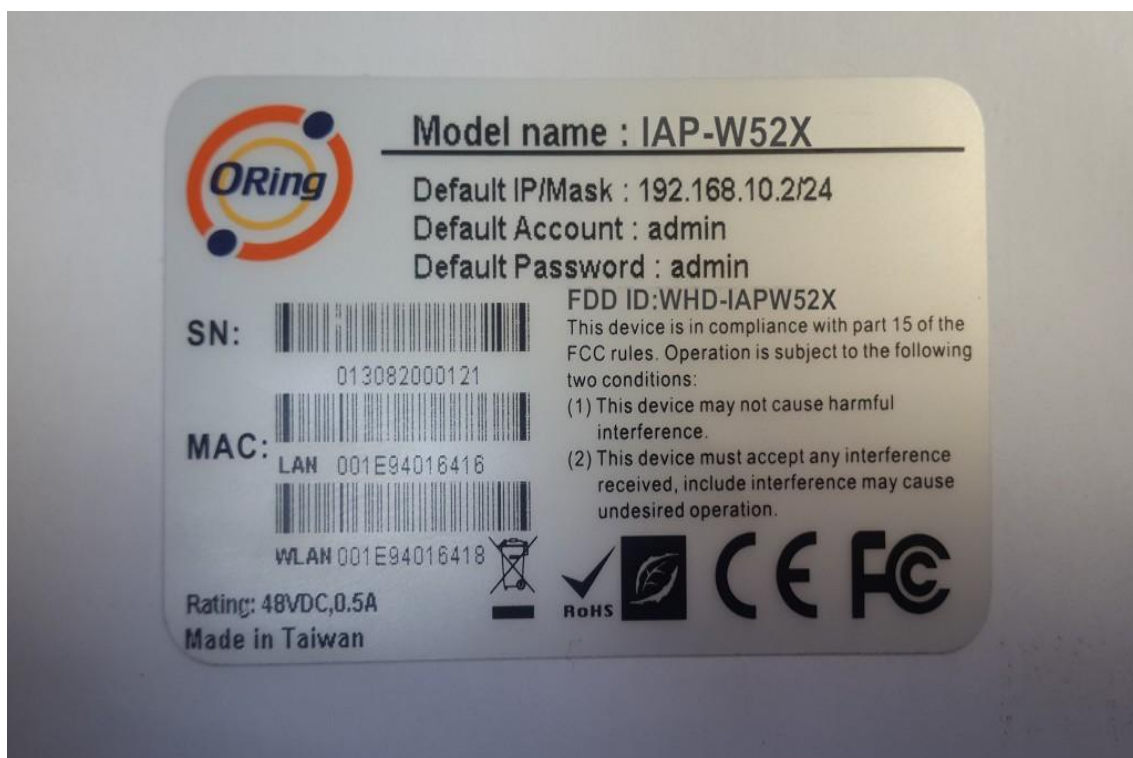 ORing
Model name : IAP-W52X
Default IP/Mask : 192.168.10.2/24
Default Account : admin
Default Password : admin
FDD ID:WHD-IAPW52X
This device is in compliance with part 15 of the
FCC rules. Operation is subject to the following
two conditions:
(1) This device may not cause harmful
interference.
(2) This device must accept any interference
received, include interference may cause
undesired operation.
SN:
013082000121
MAC:
LAN 001E94016416
WLAN 001E94016418
Rating: 48VDC,0.5A
Made in Taiwan
RoHS
CE
FC